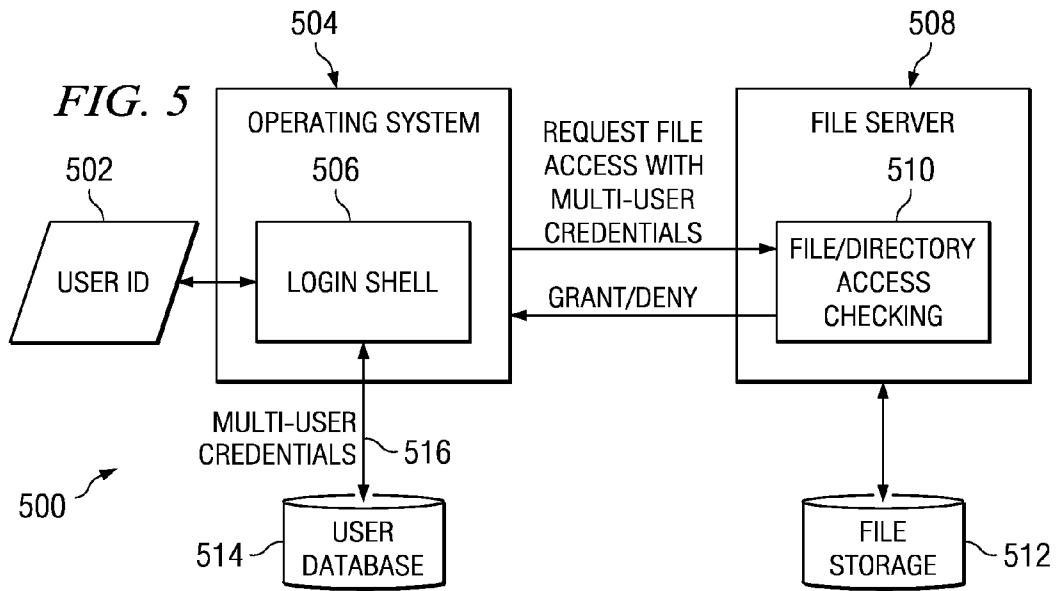 504
508
FIG. 5
OPERATING SYSTEM
REQUEST FILE
ACCESS WITH
MULTI-USER
CREDENTIALS
FILE SERVER
502
506
510
USER ID
LOGIN SHELL
FILE/DIRECTORY
ACCESS
CHECKING
GRANT/DENY
MULTI-USER
CREDENTIALS
516
500
514
USER
DATABASE
FILE
STORAGE
512